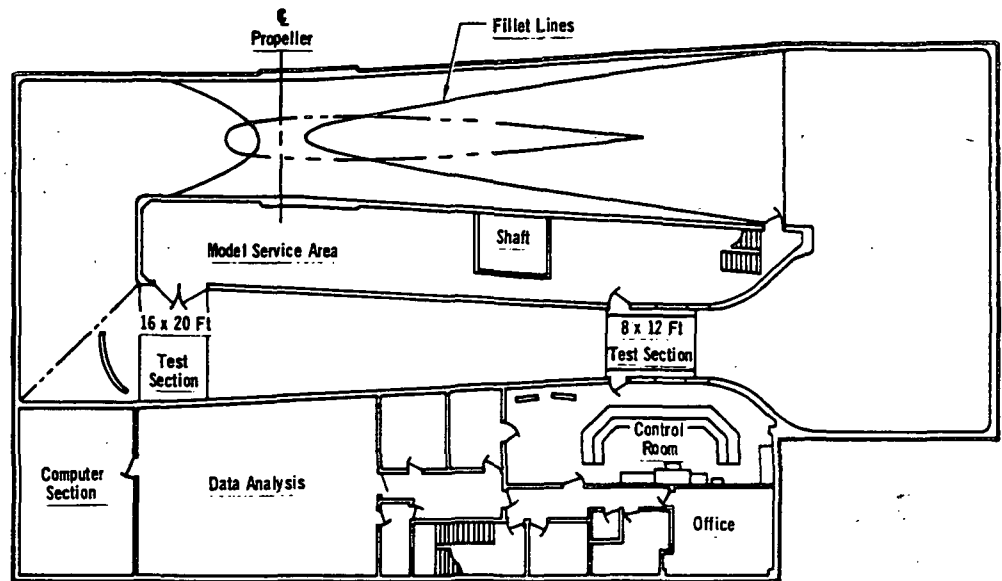 ℄
Propeller
Fillet Lines
Model Service Area
Shaft
16 x 20 Ft
Test
Section
8 x 12 Ft
Test Section
Control
Room
Computer
Section
Data Analysis
Office